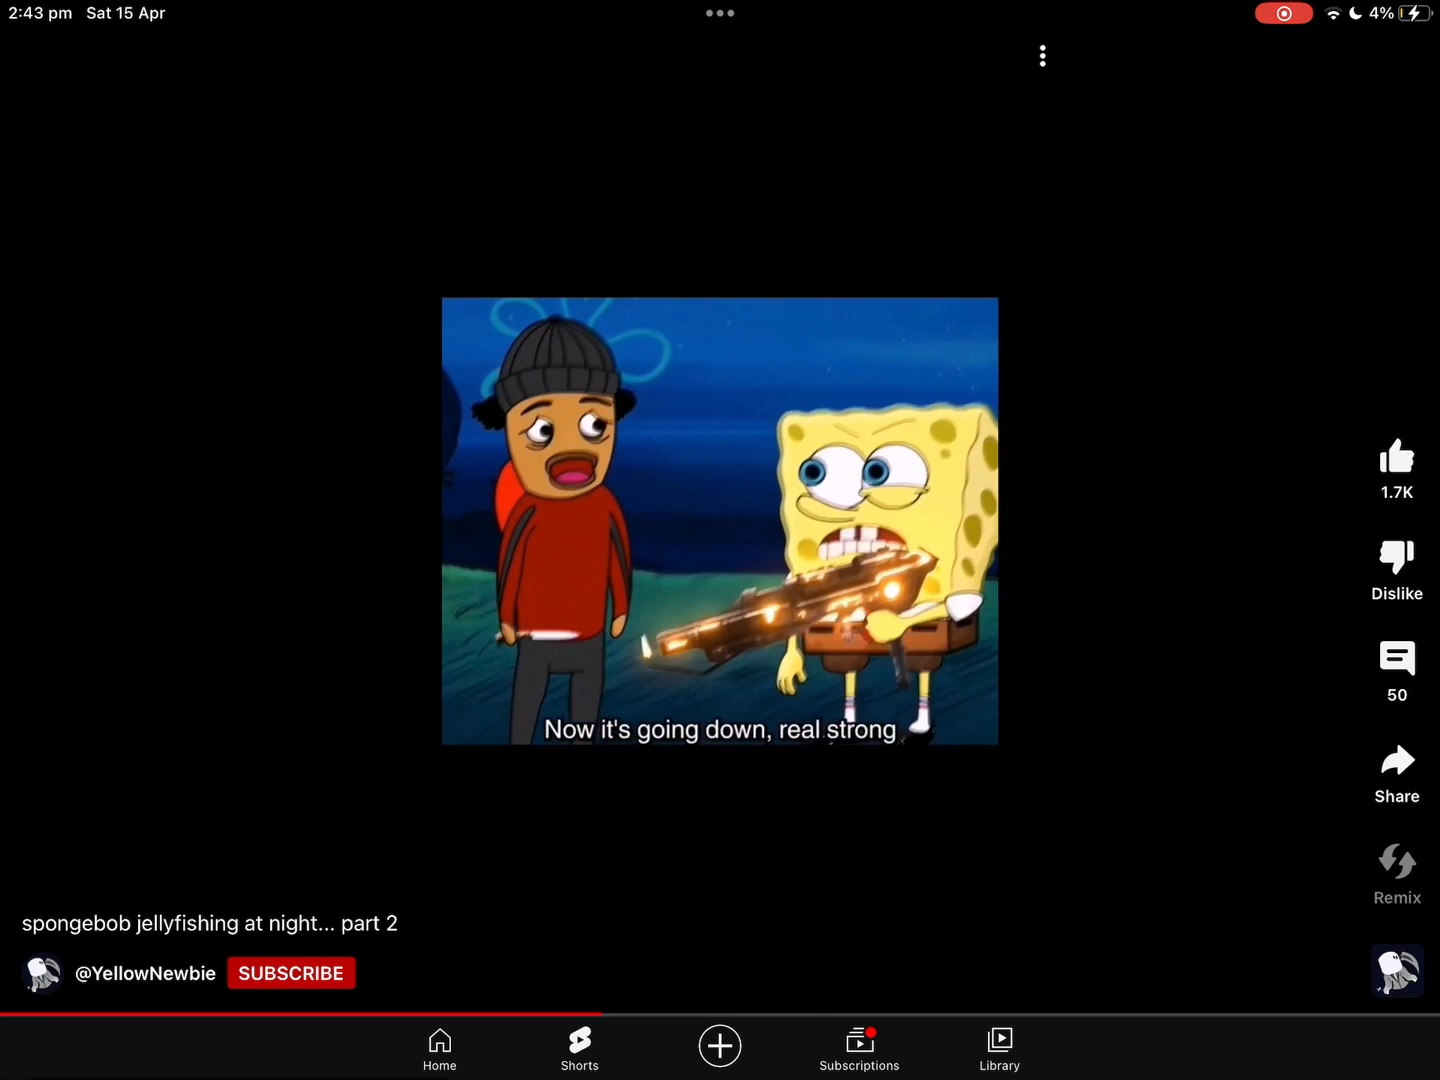 2:43 pm Sat 15 Apr
4%
Now it's going down, real strong
1.7K
Dislike
50
Share
Remix
spongebob jellyfishing at night... part 2
@YellowNewbie SUBSCRIBE
Home Shorts Subscriptions Library